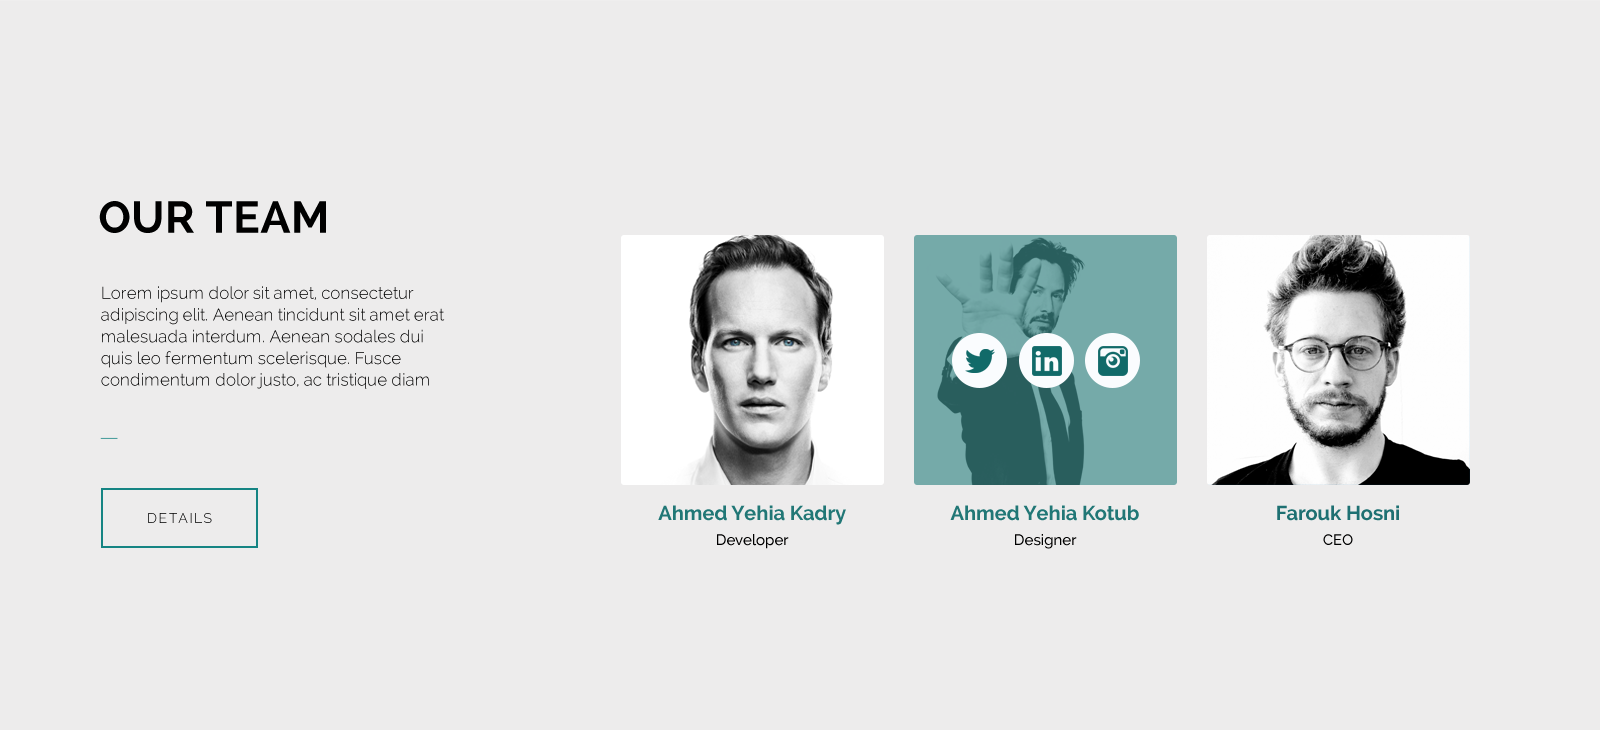 OUR TEAM
Lorem ipsum dolor sit amet, consectetur
adipiscing elit. Aenean tincidunt sit amet erat
malesuada interdum. Aenean sodales dui
quis leo fermentum scelerisque. Fusce
condimentum dolor justo, ac tristique diam
DETAILS
in
Ahmed Yehia Kadry
Developer
Ahmed Yehia Kotub
Designer
Farouk Hosni
CEO